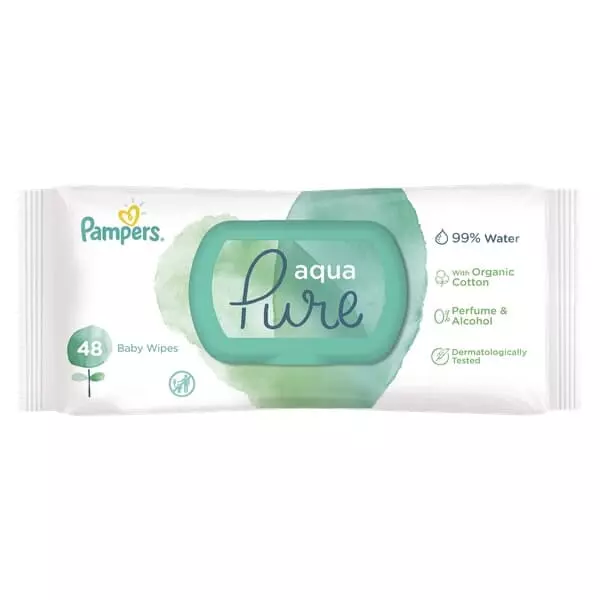 Pampers.
aqua
Pure
48 Baby Wipes
99% Water
With Organic
Cotton
0% Perfume &
Alcohol
Dermatologically
Tested